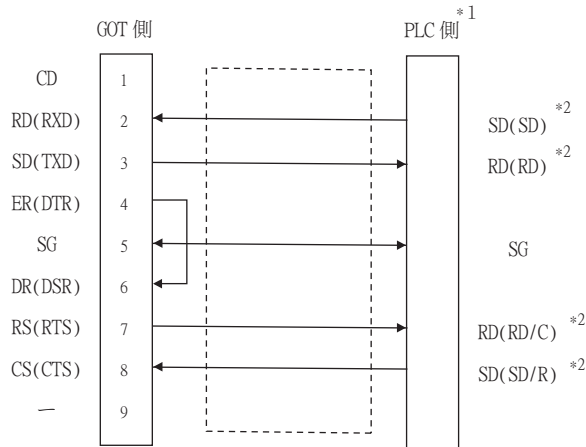 GOT 側 PLC 側 *1
CD 1
RD(RXD) 2 SD(SD) *2
SD(TXD) 3 RD(RD) *2
ER(DTR) 4
SG 5 SG
DR(DSR) 6
RS(RTS) 7 RD(RD/C) *2
CS(CTS) 8 SD(SD/R) *2
— 9